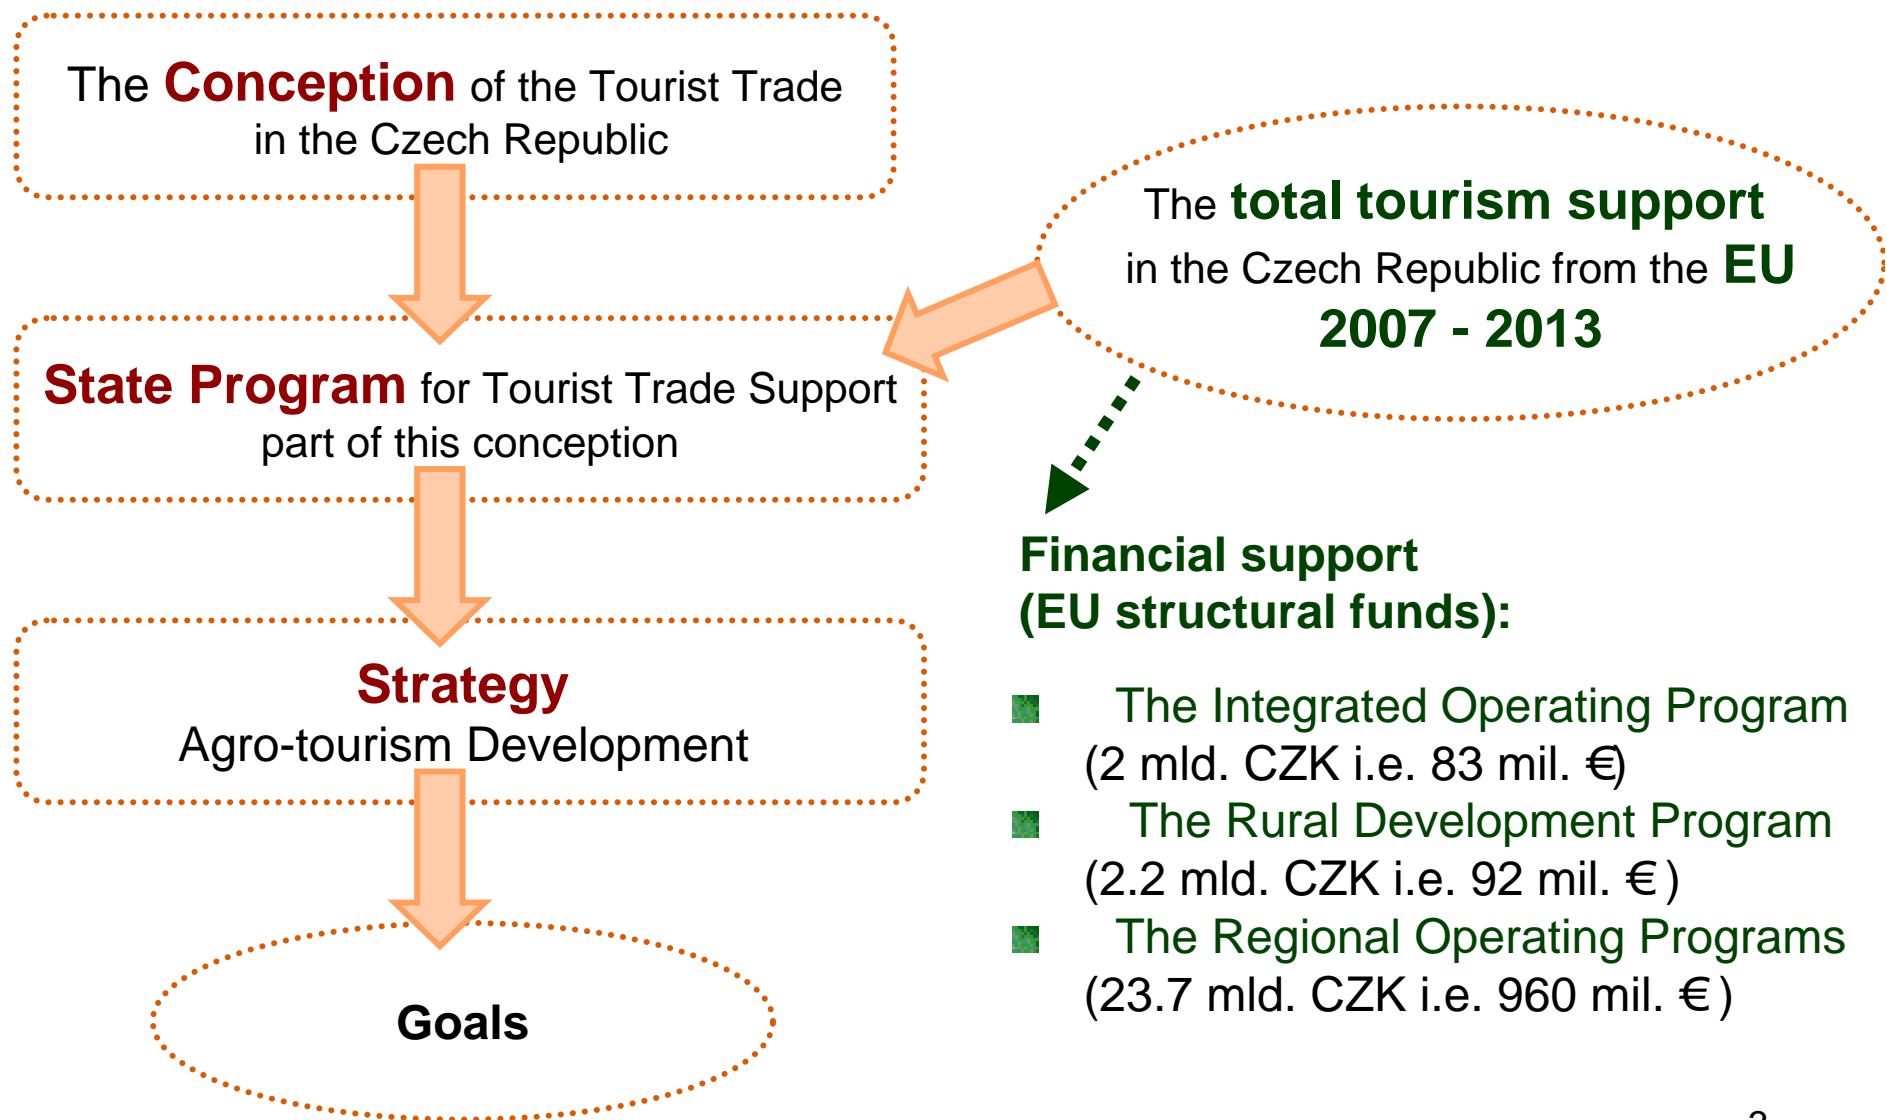 The Conception of the Tourist Trade
in the Czech Republic
The total tourism support
in the Czech Republic from the EU
2007 - 2013
State Program for Tourist Trade Support
part of this conception
Strategy
Agro-tourism Development
Goals
Financial support
(EU structural funds):
The Integrated Operating Program
(2 mld. CZK i.e. 83 mil. €)
The Rural Development Program
(2.2 mld. CZK i.e. 92 mil. €)
The Regional Operating Programs
(23.7 mld. CZK i.e. 960 mil. €)